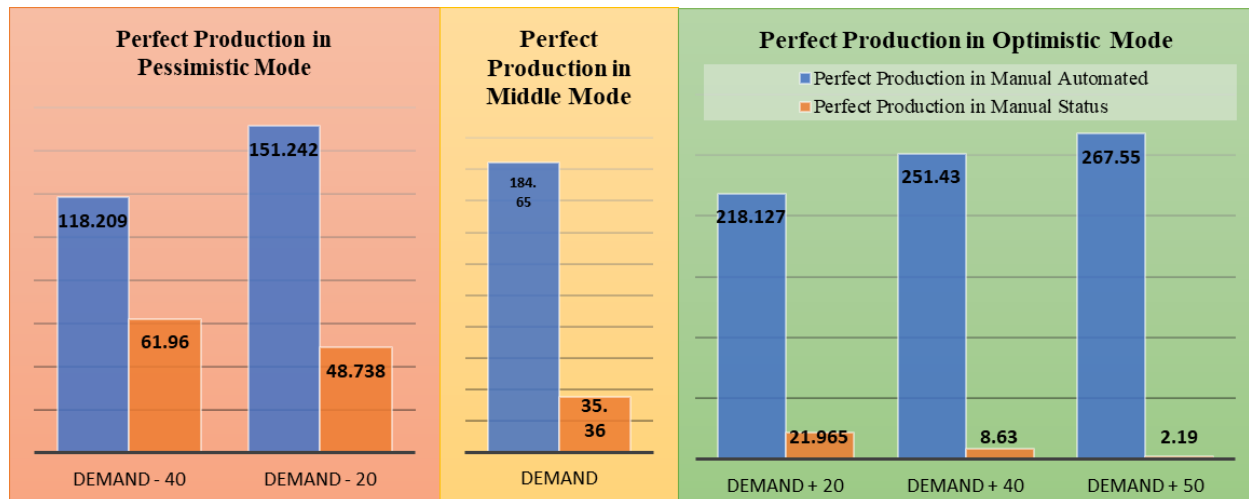 Perfect Production in
Pessimistic Mode
151.242
118.209
61.96
48.738
DEMAND - 40
DEMAND - 20
Perfect
Production in
Middle Mode
184.
65
35.
36
DEMAND
Perfect Production in Optimistic Mode
Perfect Production in Manual Automated
Perfect Production in Manual Status
267.55
251.43
218.127
21.965
8.63
2.19
DEMAND + 20
DEMAND + 40
DEMAND + 50